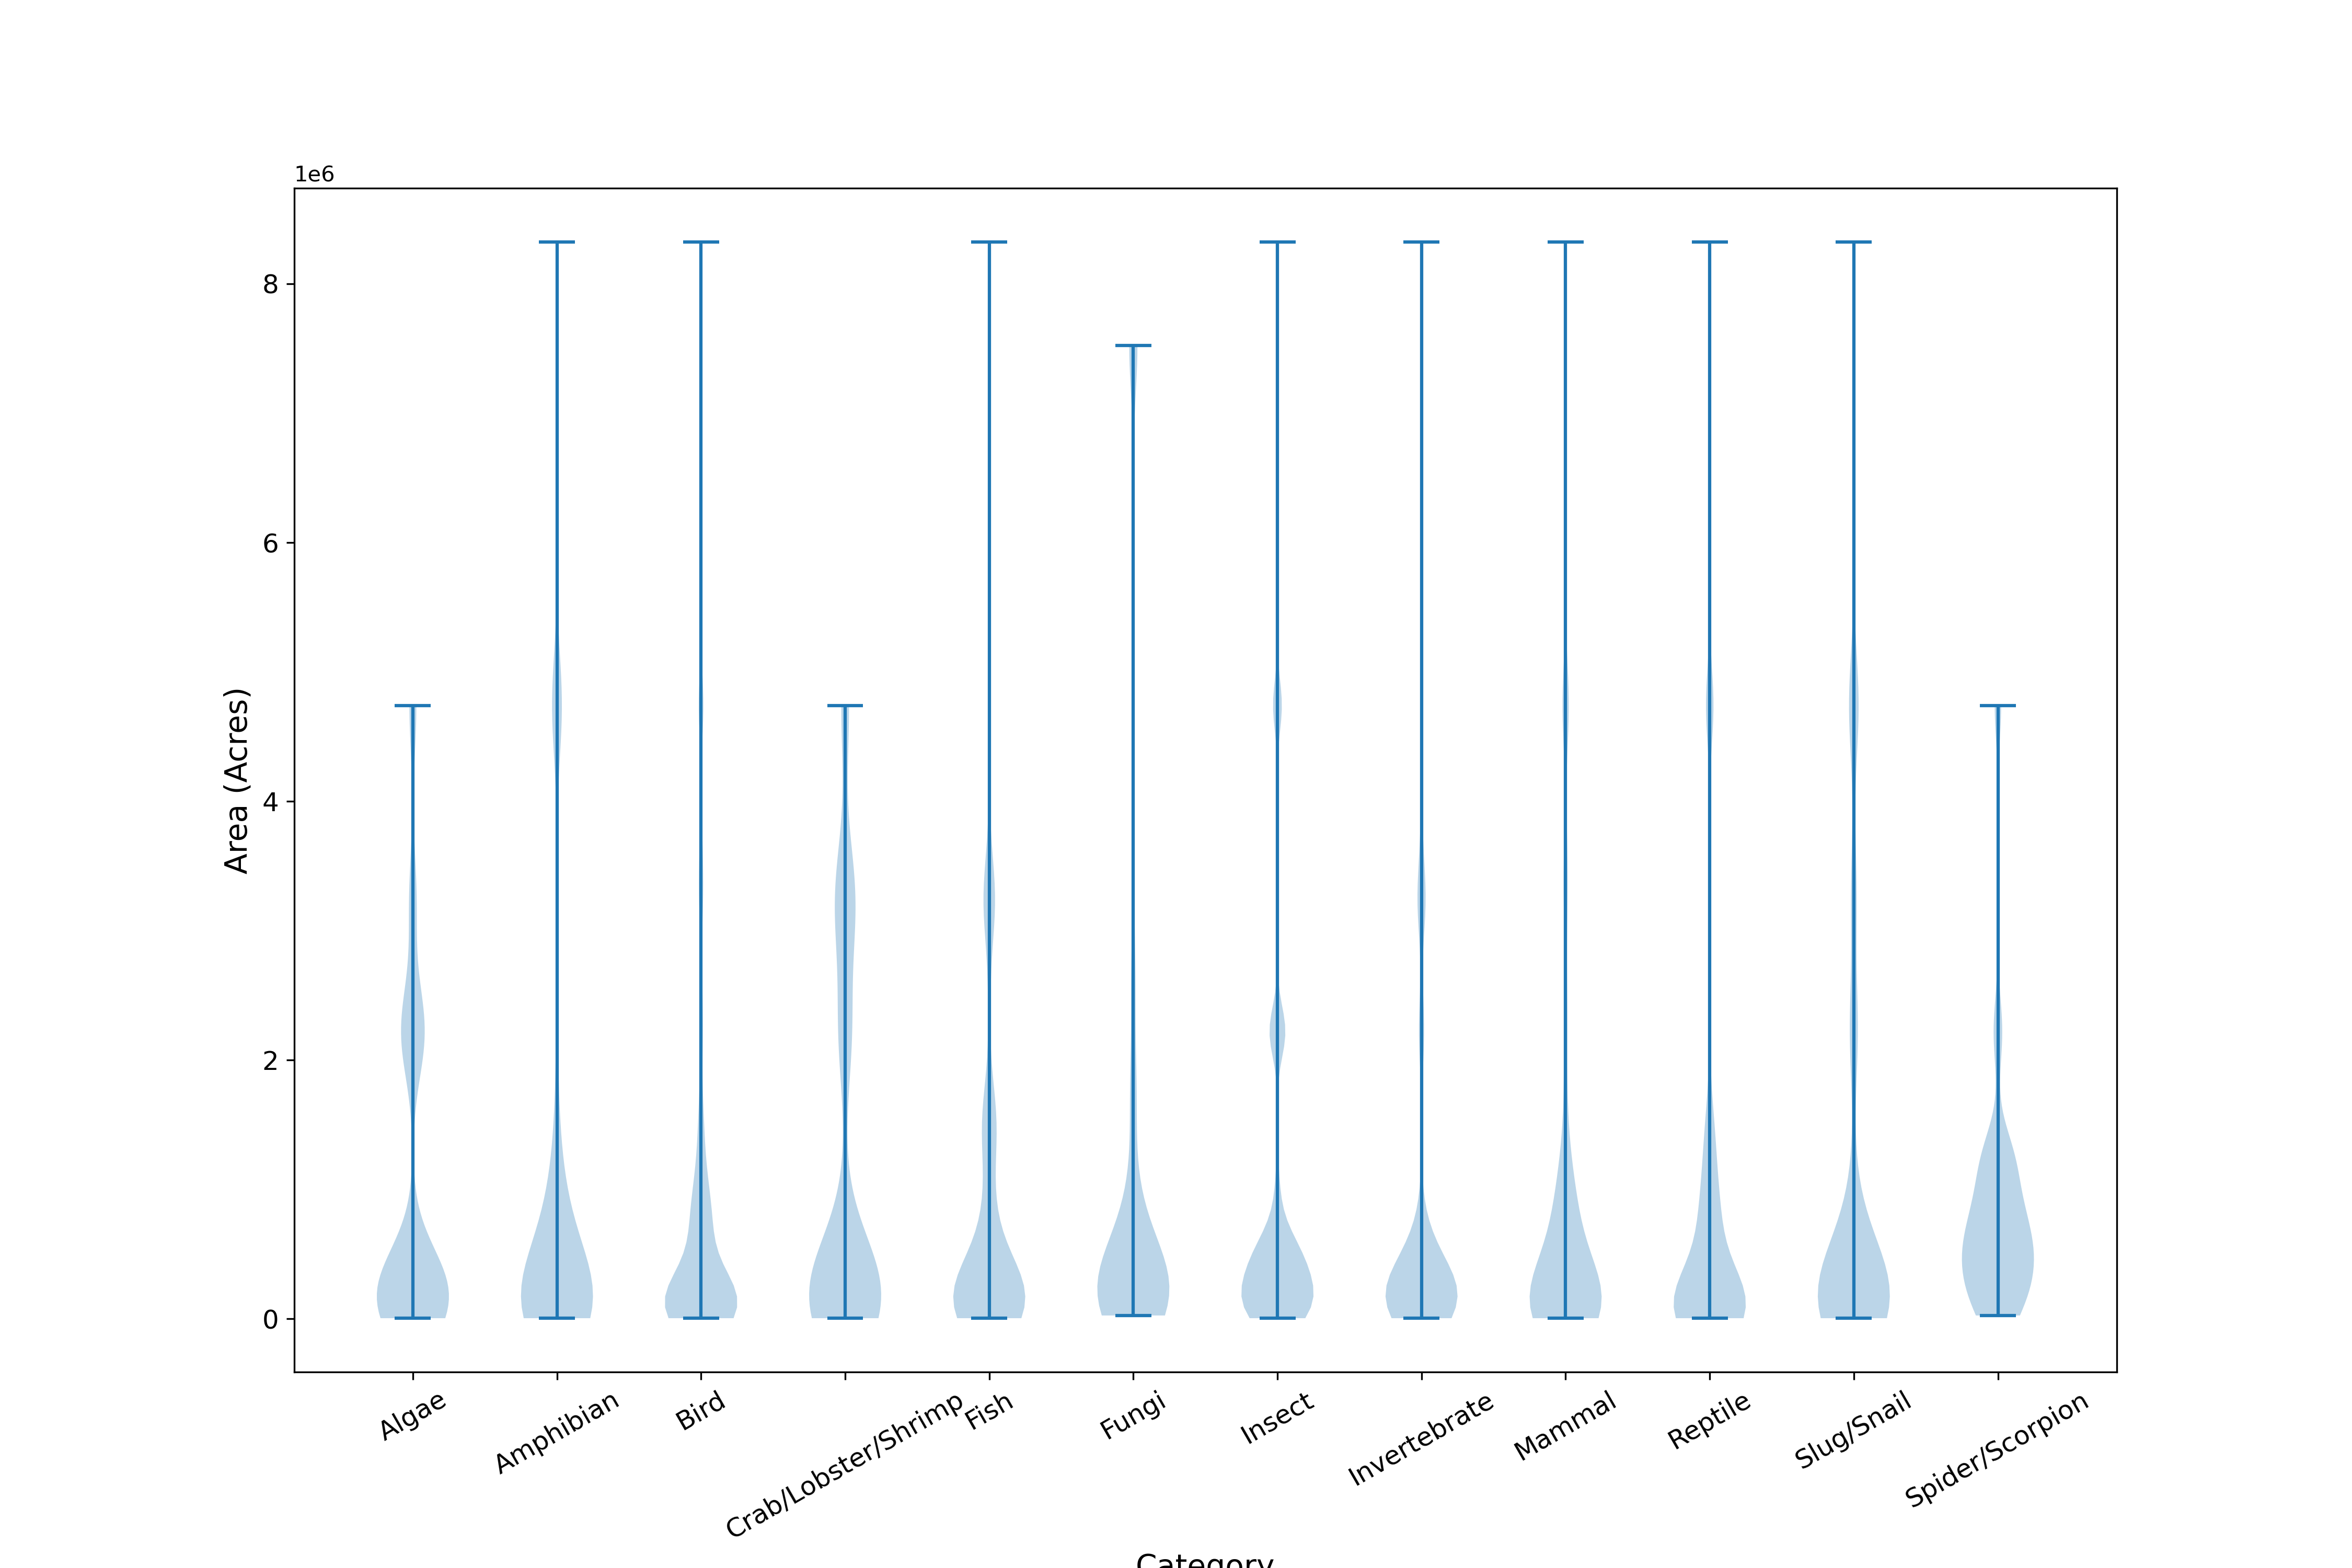 1e6
8
6
4
2
0
Area (Acres)
Algae
Amphibian
Bird
Crab/Lobster/Shrimp
Fish
Fungi
Insect
Invertebrate
Mammal
Reptile
Slug/Snail
Spider/Scorpion
Category